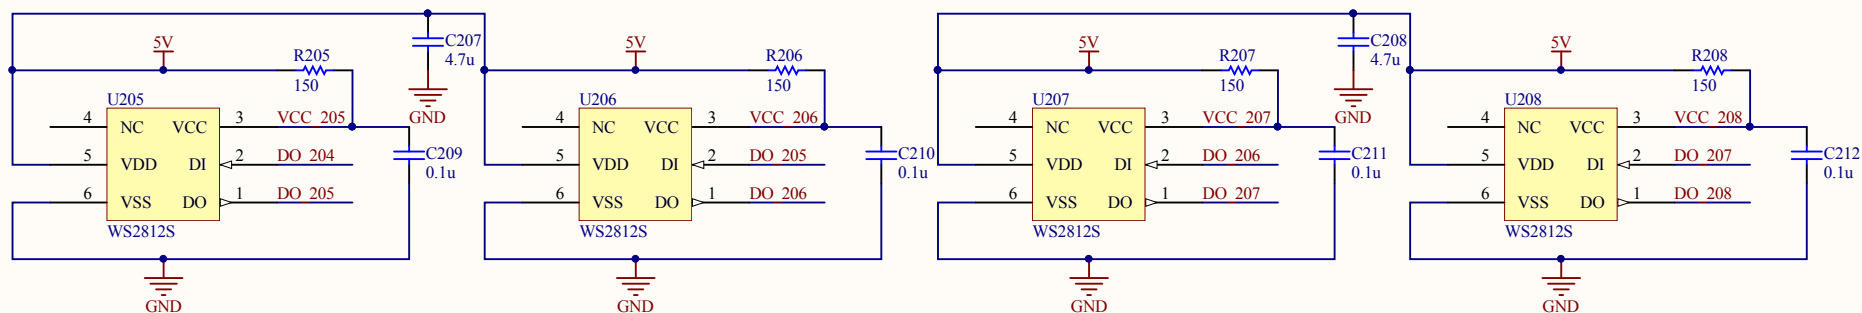 5V
R205
150
C207
4.7u
GND
U205
4 NC VCC 3 VCC_205
5 VDD DI 2 DO_204
6 VSS DO 1 DO_205
WS2812S
C209
0.1u
GND
5V
R206
150
U206
4 NC VCC 3 VCC_206
5 VDD DI 2 DO_205
6 VSS DO 1 DO_206
WS2812S
C210
0.1u
GND
5V
R207
150
C208
4.7u
GND
U207
4 NC VCC 3 VCC_207
5 VDD DI 2 DO_206
6 VSS DO 1 DO_207
WS2812S
C211
0.1u
GND
5V
R208
150
U208
4 NC VCC 3 VCC_208
5 VDD DI 2 DO_207
6 VSS DO 1 DO_208
WS2812S
C212
0.1u
GND